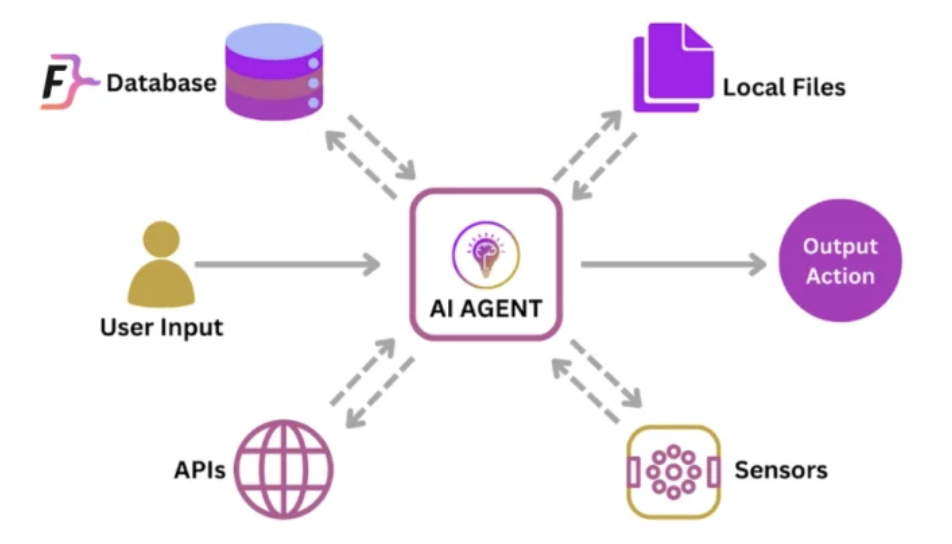 F Database
Local Files
User Input
AI AGENT
Output
Action
APIs
Sensors